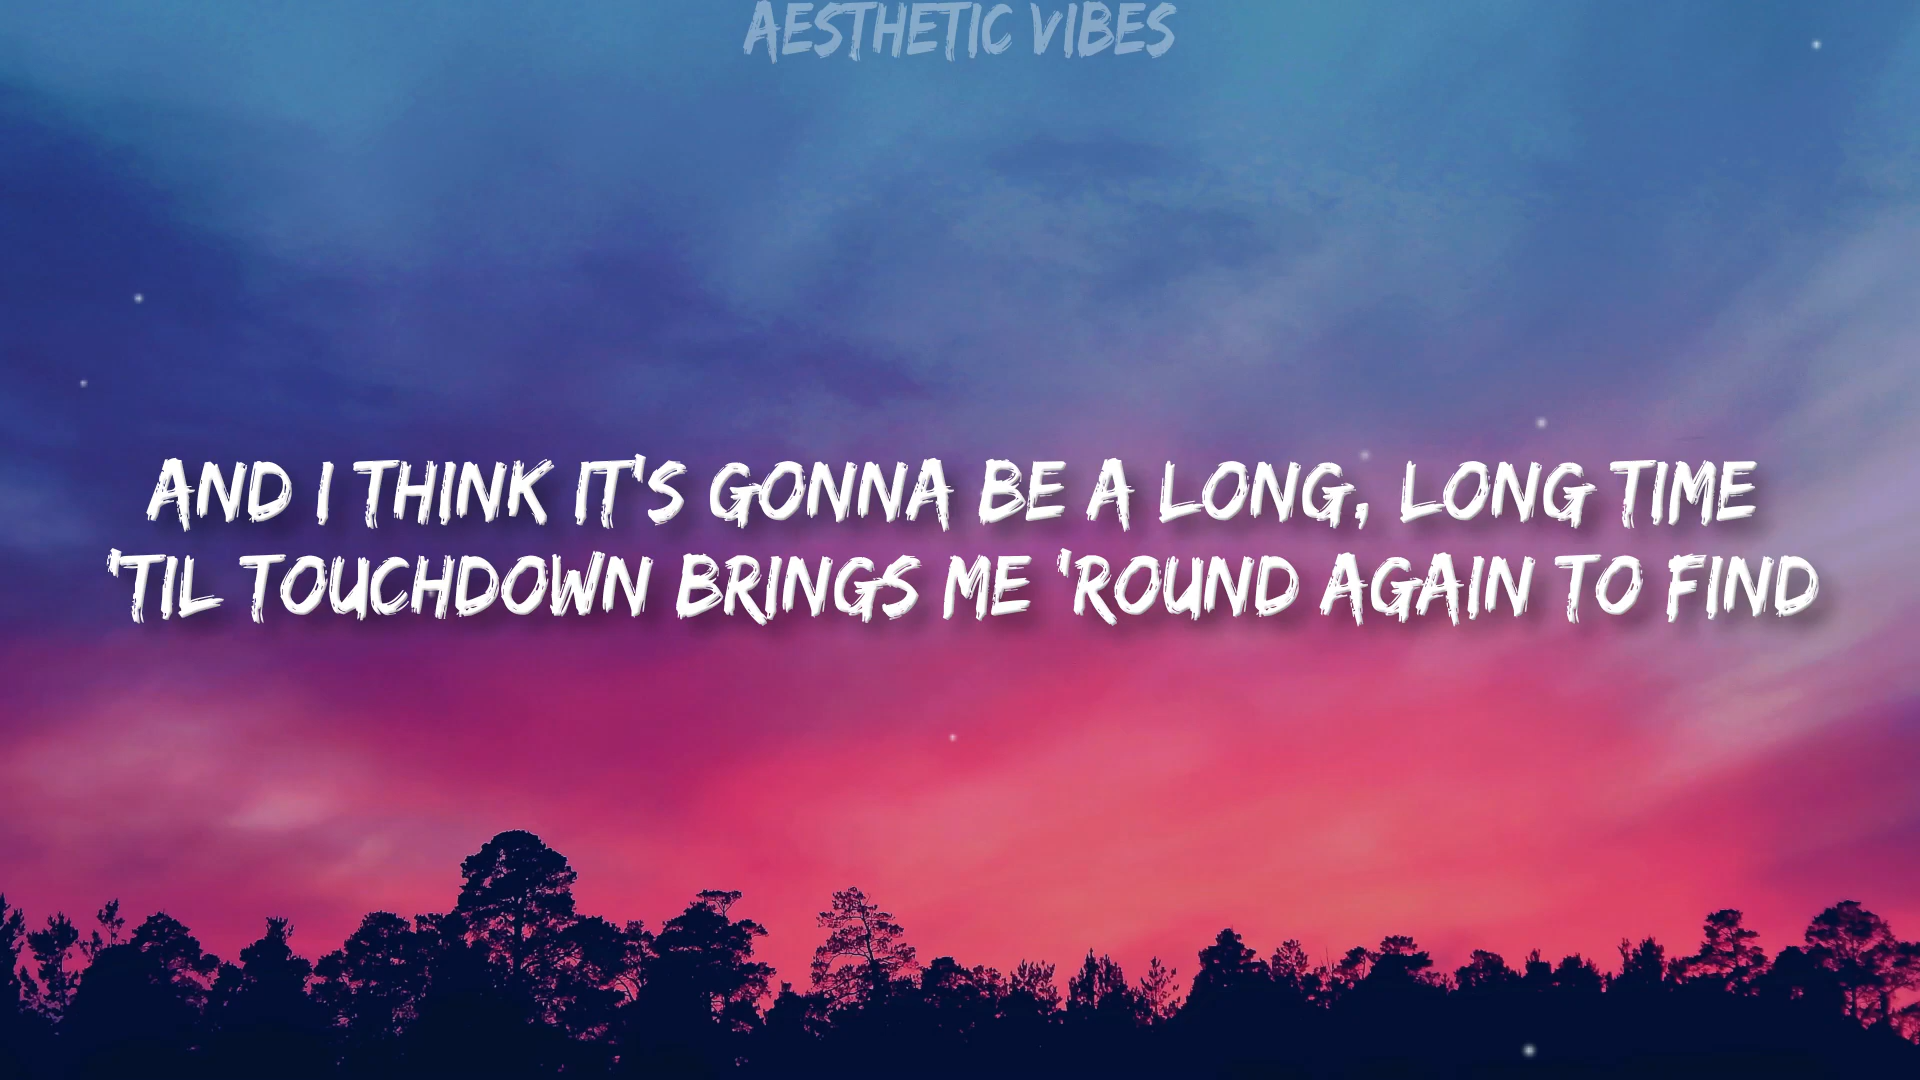 AESTHETIC VIBES
AND I THINK IT'S GONNA BE A LONG, LONG TIME
'TIL TOUCHDOWN BRINGS ME 'ROUND AGAIN TO FIND